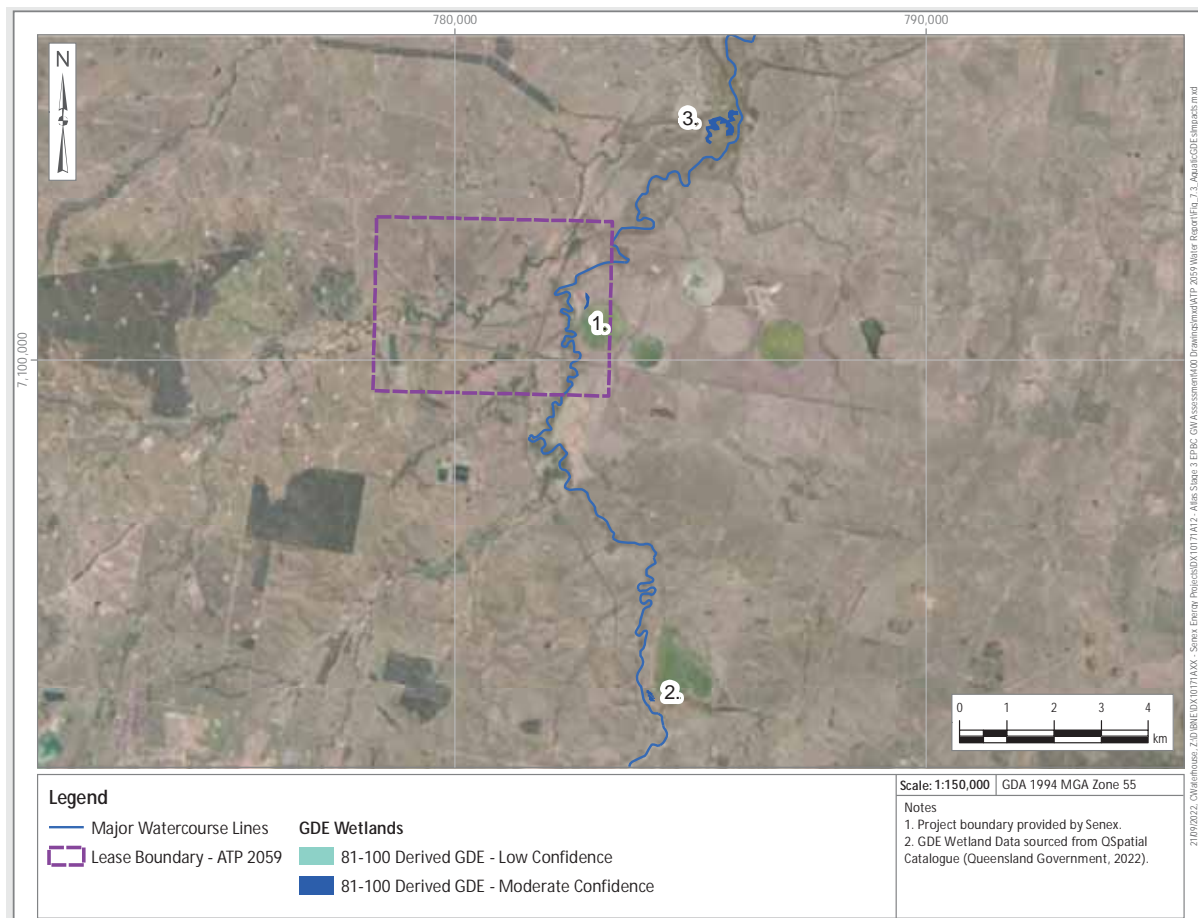 780,000
790,000
N
3.
1.
7,100,000
2.
0 1 2 3 4
km
Legend
Major Watercourse Lines
Lease Boundary - ATP 2059
GDE Wetlands
81-100 Derived GDE - Low Confidence
81-100 Derived GDE - Moderate Confidence
Scale: 1:150,000 GDA 1994 MGA Zone 55
Notes
1. Project boundary provided by Senex.
2. GDE Wetland Data sourced from QSpatial
Catalogue (Queensland Government, 2022).